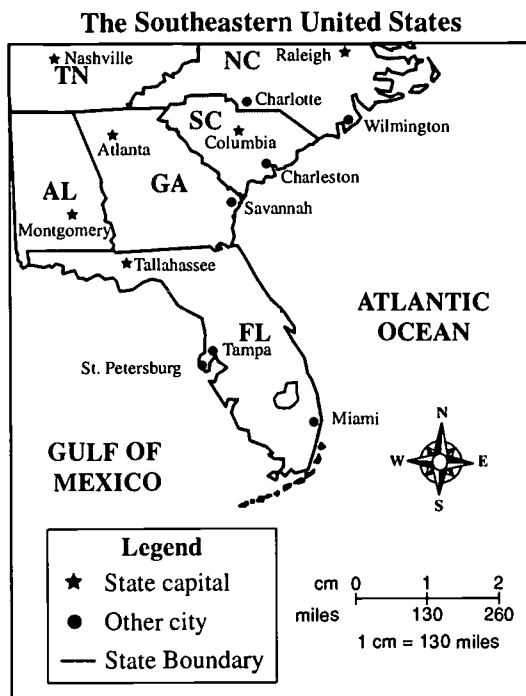 The Southeastern United States
Nashville
TN
NC
Raleigh
Charlotte
Wilmington
SC
Columbia
Atlanta
Charleston
GA
AL
Savannah
Montgomery
Tallahassee
ATLANTIC
OCEAN
FL
Tampa
St. Petersburg
Miami
GULF OF
MEXICO
N
W E
S
Legend
State capital
Other city
State Boundary
cm 0 1 2
miles 130 260
1 cm = 130 miles